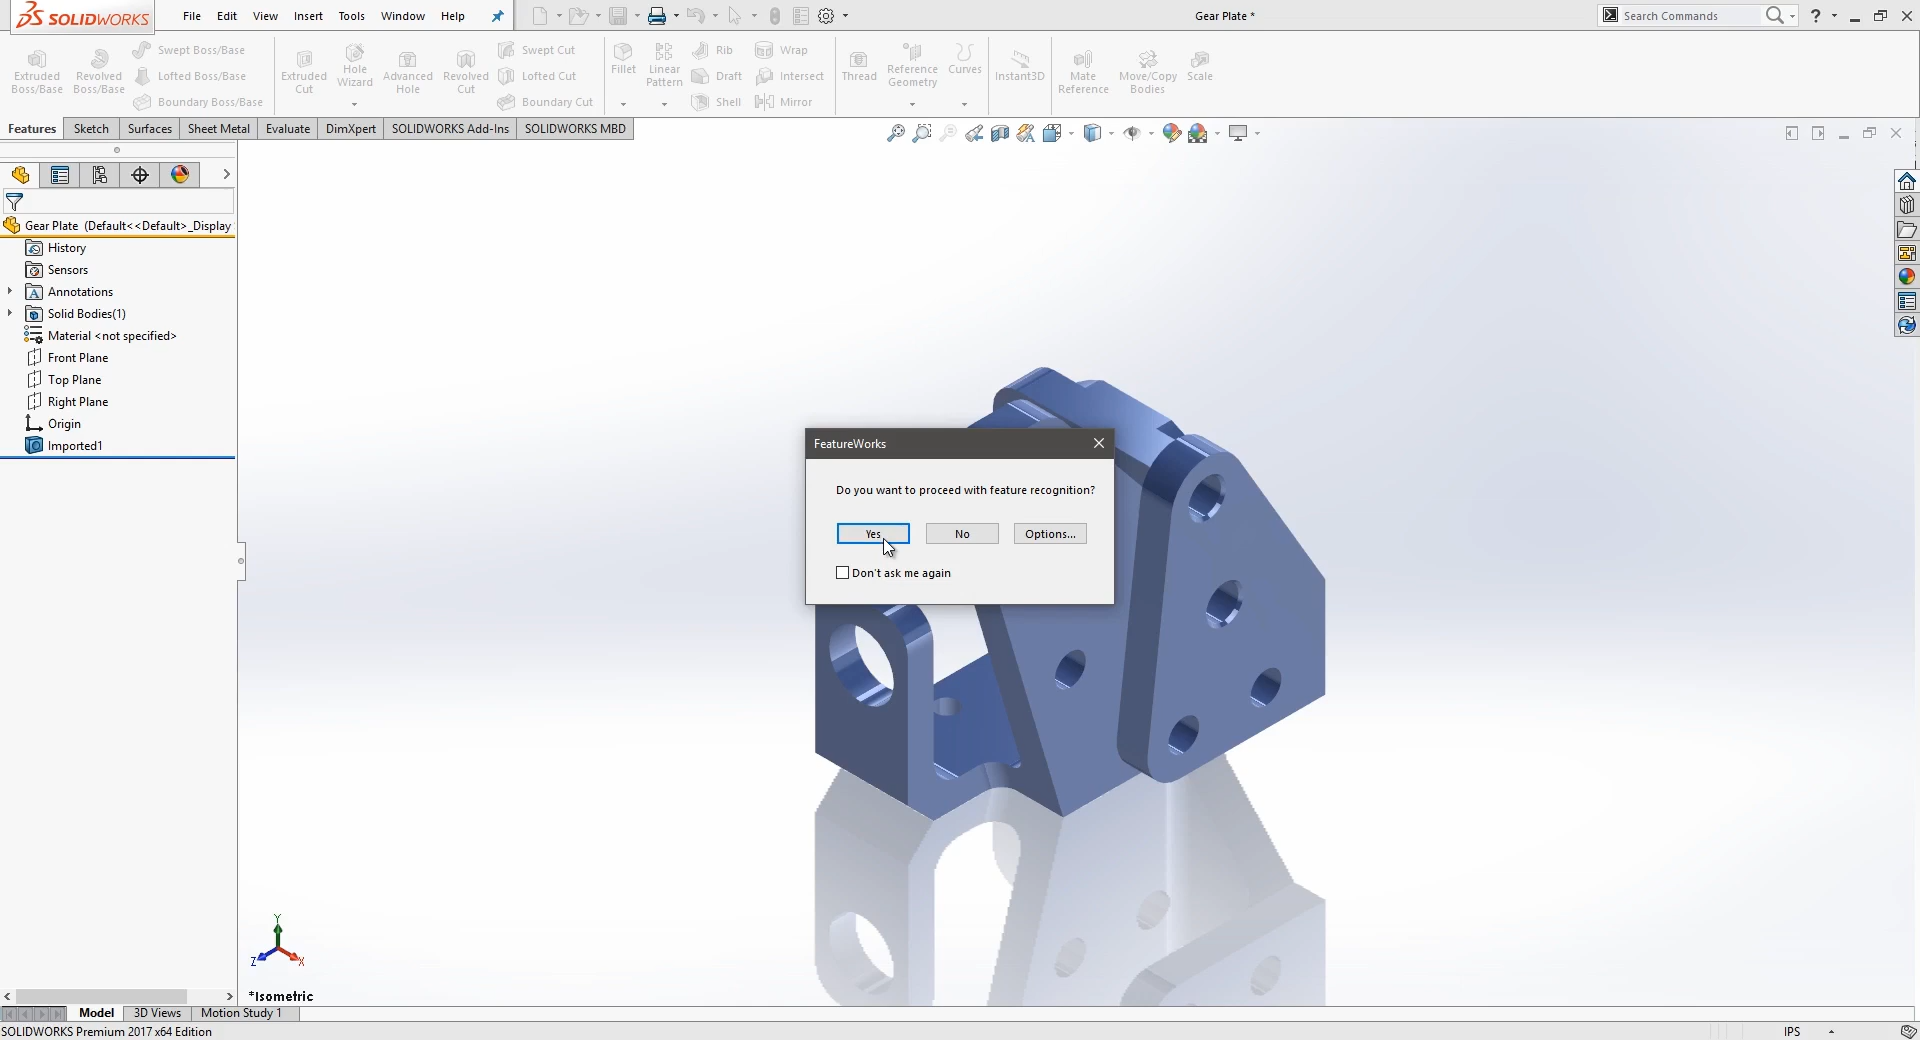 SOLIDWORKS
File Edit View Insert Tools Window Help
Gear Plate *
Search Commands
?
Extruded Boss/Base
Revolved Boss/Base
Swept Boss/Base
Lofted Boss/Base
Boundary Boss/Base
Extruded Cut
Hole Wizard
Advanced Hole
Revolved Cut
Swept Cut
Lofted Cut
Boundary Cut
Fillet
Linear Pattern
Rib
Draft
Shell
Wrap
Intersect
Mirror
Thread
Reference Geometry
Curves
Instant3D
Mate Reference
Move/Copy Bodies
Scale
Features Sketch Surfaces Sheet Metal Evaluate DimXpert SOLIDWORKS Add-Ins SOLIDWORKS MBD
Gear Plate (Default<<Default>_Display
History
Sensors
Annotations
Solid Bodies(1)
Material <not specified>
Front Plane
Top Plane
Right Plane
Origin
Imported1
FeatureWorks
Do you want to proceed with feature recognition?
Yes No Options...
Don't ask me again
Y
Z X
*Isometric
Model 3D Views Motion Study 1
SOLIDWORKS Premium 2017 x64 Edition
IPS